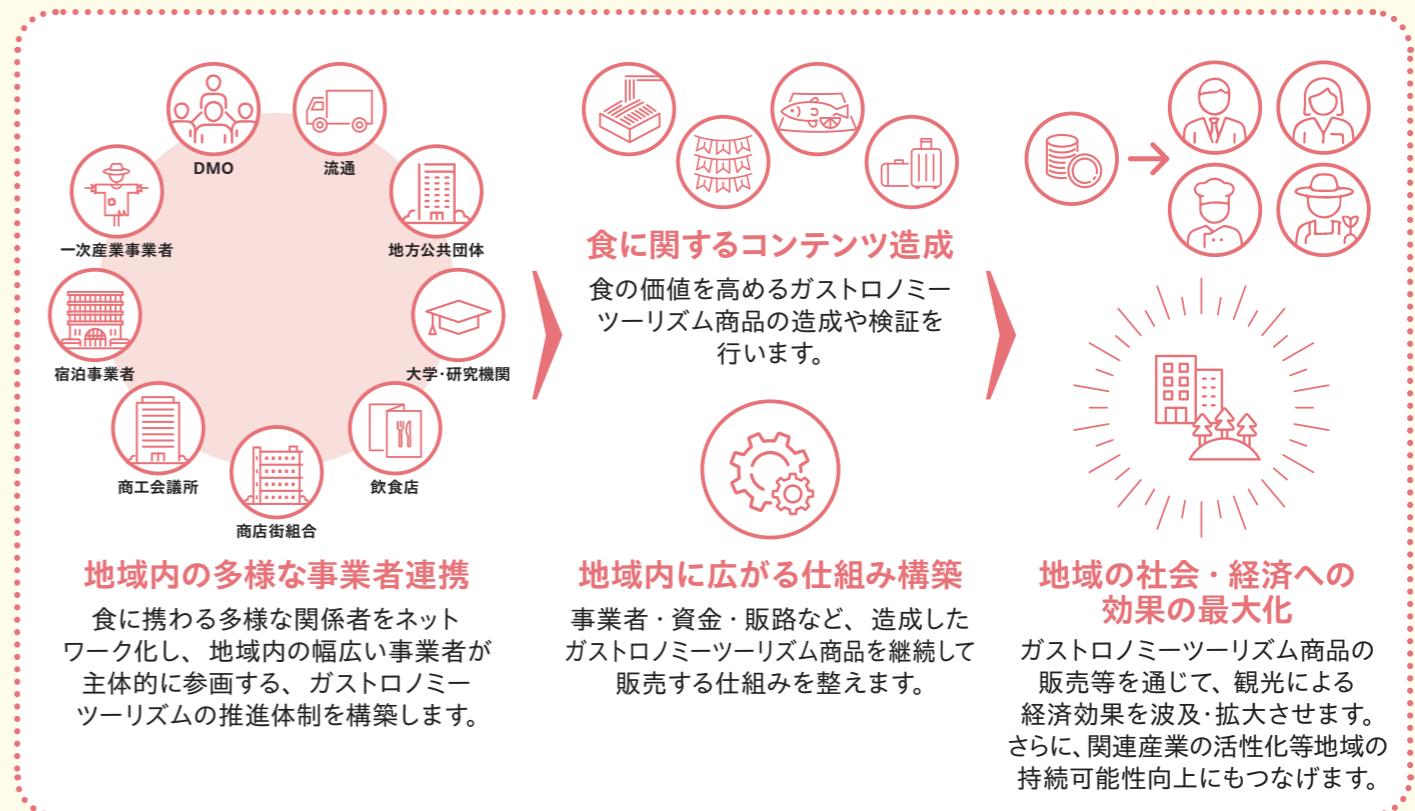 DMO
流通
一次産業事業者
地方公共団体
宿泊事業者
大学・研究機関
商工会議所
飲食店
商店街組合
地域内の多様な事業者連携
食に携わる多様な関係者をネット
ワーク化し、地域内の幅広い事業者が
主体的に参画する、ガストロノミー
ツーリズムの推進体制を構築します。
食に関するコンテンツ造成
食の価値を高めるガストロノミー
ツーリズム商品の造成や検証を
行います。
地域内に広がる仕組み構築
事業者・資金・販路など、造成した
ガストロノミーツーリズム商品を継続して
販売する仕組みを整えます。
地域の社会・経済への
効果の最大化
ガストロノミーツーリズム商品の
販売等を通じて、観光による
経済効果を波及・拡大させます。
さらに、関連産業の活性化等地域の
持続可能性向上にもつなげます。